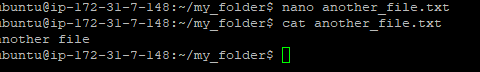 ubuntu@ip-172-31-7-148:~/my_folder$ nano another_file.txt
ubuntu@ip-172-31-7-148:~/my_folder$ cat another_file.txt
another file
ubuntu@ip-172-31-7-148:~/my_folder$